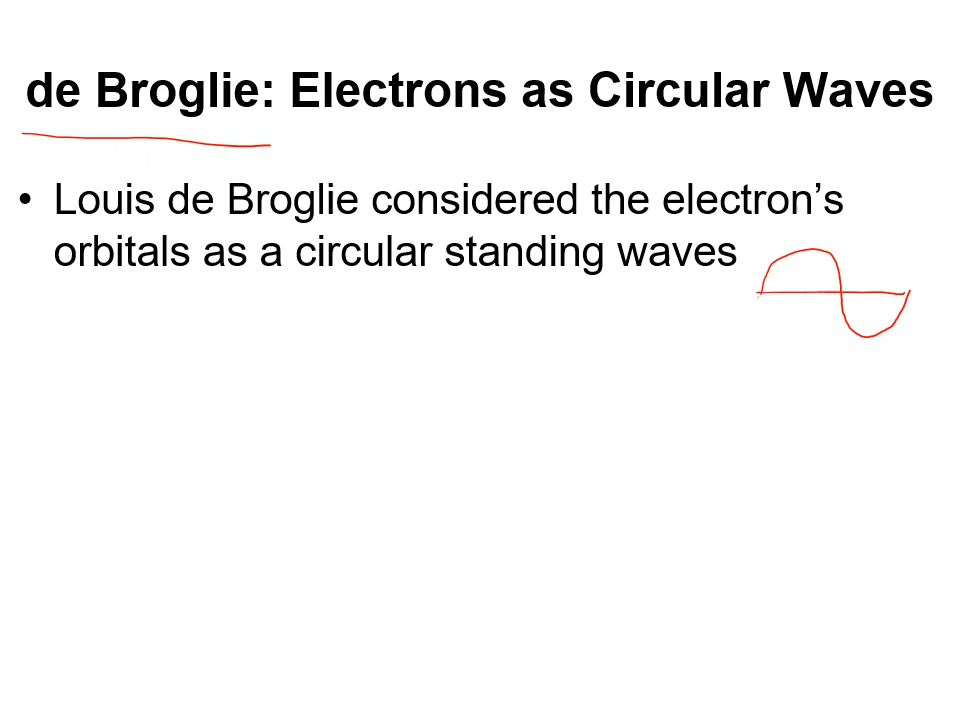 de Broglie: Electrons as Circular Waves
• Louis de Broglie considered the electron’s
orbitals as a circular standing waves